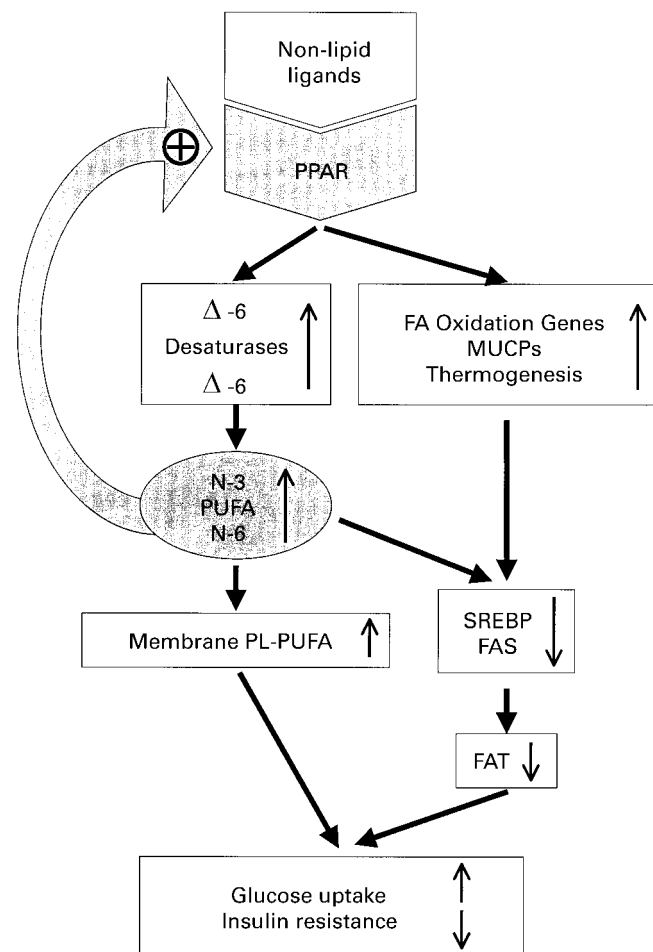 Non-lipid
ligands
PPAR
Δ -6
Desaturases
Δ -6
FA Oxidation Genes
MUCPs
Thermogenesis
N-3
PUFA
N-6
Membrane PL-PUFA
SREBP
FAS
FAT
Glucose uptake
Insulin resistance